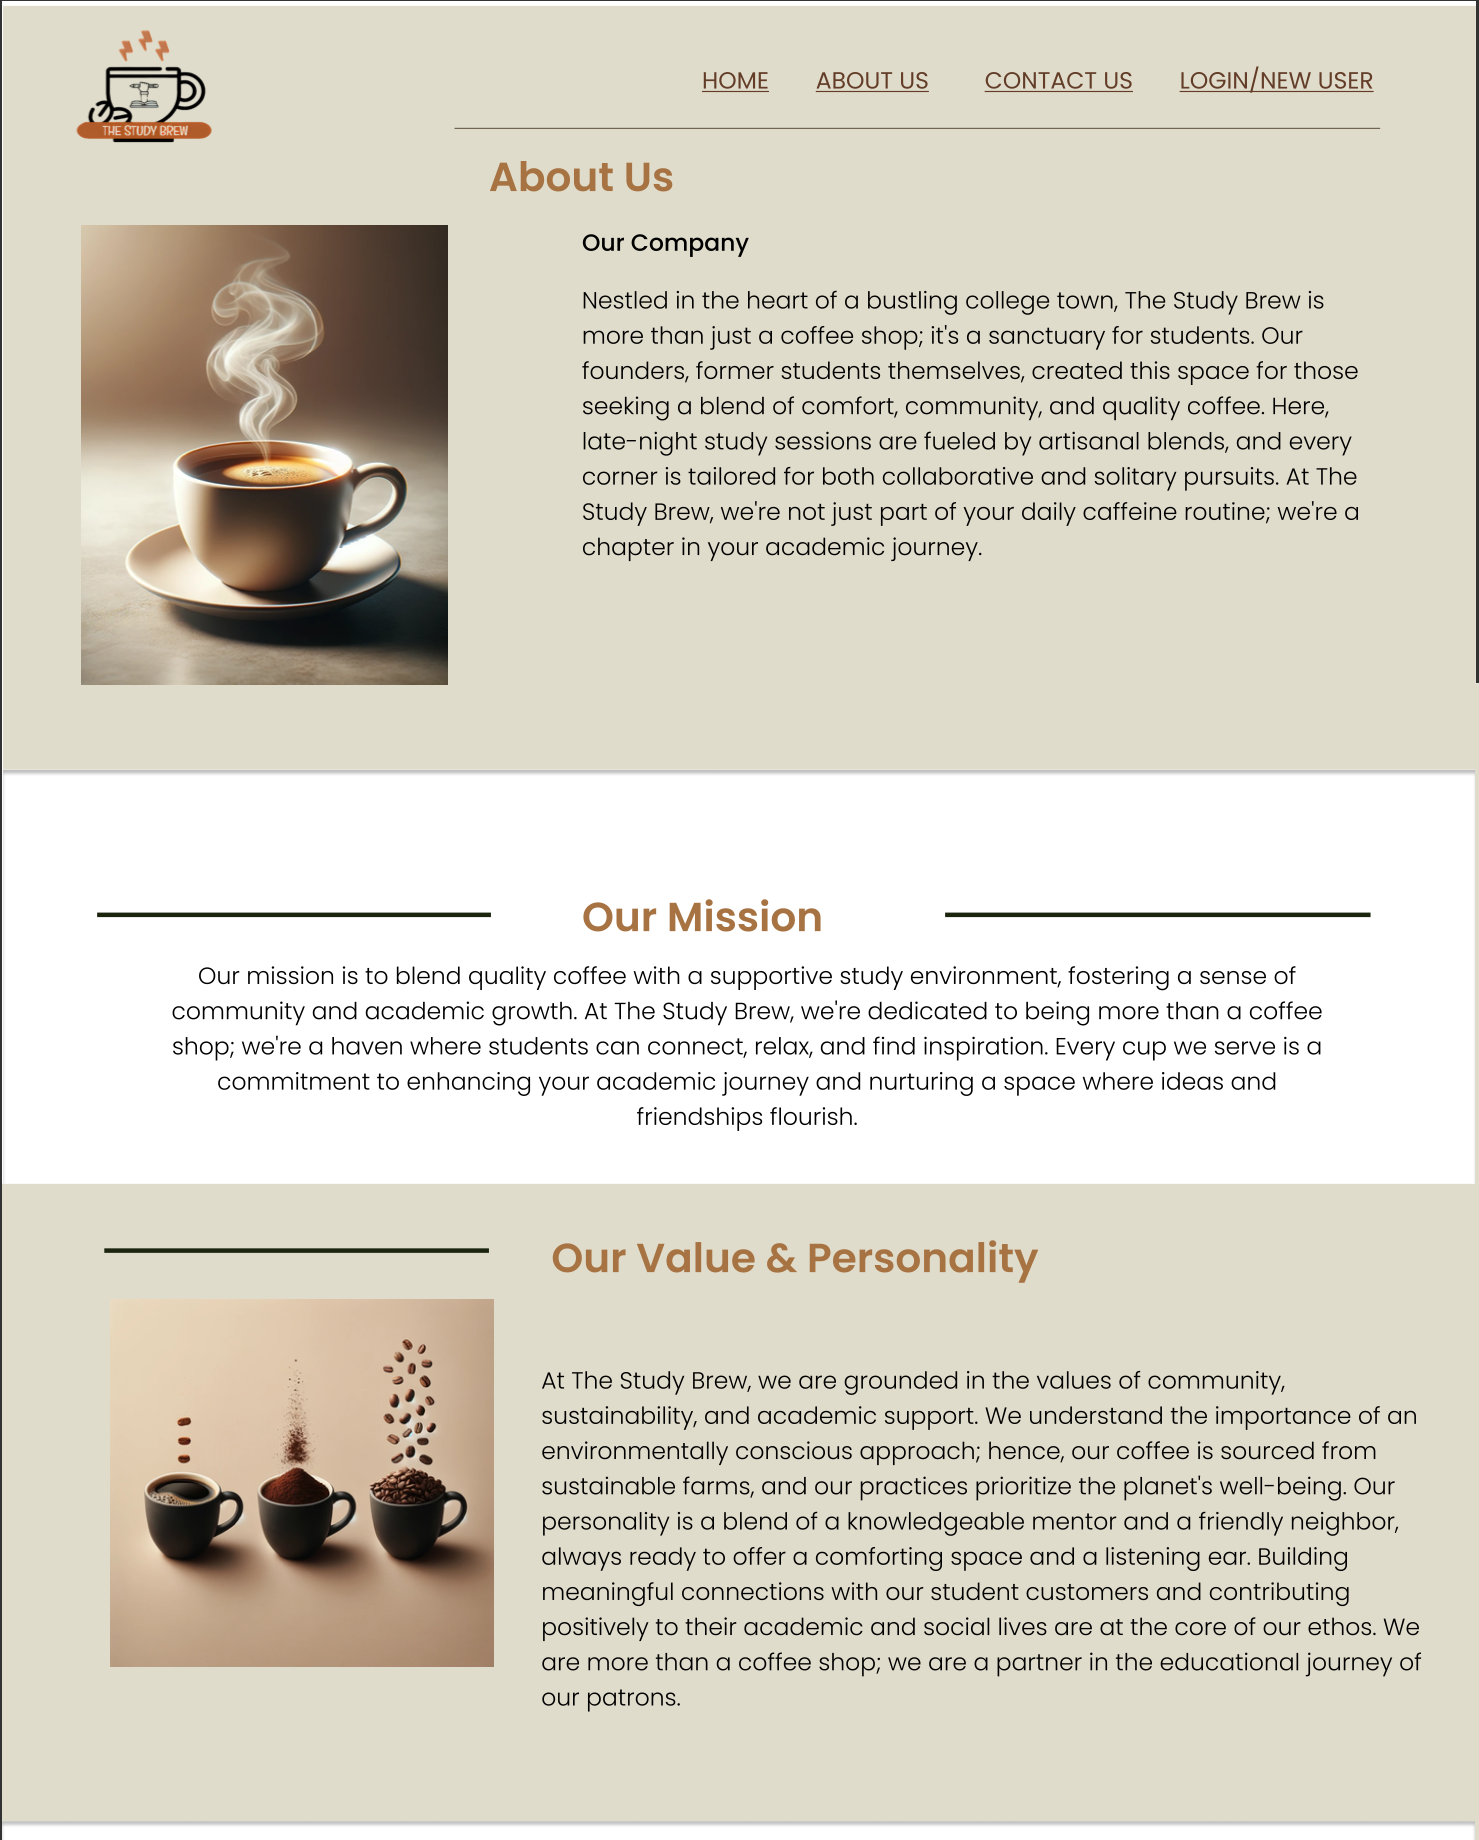 THE STUDY BREW
HOME ABOUT US CONTACT US LOGIN/NEW USER
About Us
Our Company
Nestled in the heart of a bustling college town, The Study Brew is
more than just a coffee shop; it's a sanctuary for students. Our
founders, former students themselves, created this space for those
seeking a blend of comfort, community, and quality coffee. Here,
late-night study sessions are fueled by artisanal blends, and every
corner is tailored for both collaborative and solitary pursuits. At The
Study Brew, we're not just part of your daily caffeine routine; we're a
chapter in your academic journey.
Our Mission
Our mission is to blend quality coffee with a supportive study environment, fostering a sense of
community and academic growth. At The Study Brew, we're dedicated to being more than a coffee
shop; we're a haven where students can connect, relax, and find inspiration. Every cup we serve is a
commitment to enhancing your academic journey and nurturing a space where ideas and
friendships flourish.
Our Value & Personality
At The Study Brew, we are grounded in the values of community,
sustainability, and academic support. We understand the importance of an
environmentally conscious approach; hence, our coffee is sourced from
sustainable farms, and our practices prioritize the planet's well-being. Our
personality is a blend of a knowledgeable mentor and a friendly neighbor,
always ready to offer a comforting space and a listening ear. Building
meaningful connections with our student customers and contributing
positively to their academic and social lives are at the core of our ethos. We
are more than a coffee shop; we are a partner in the educational journey of
our patrons.